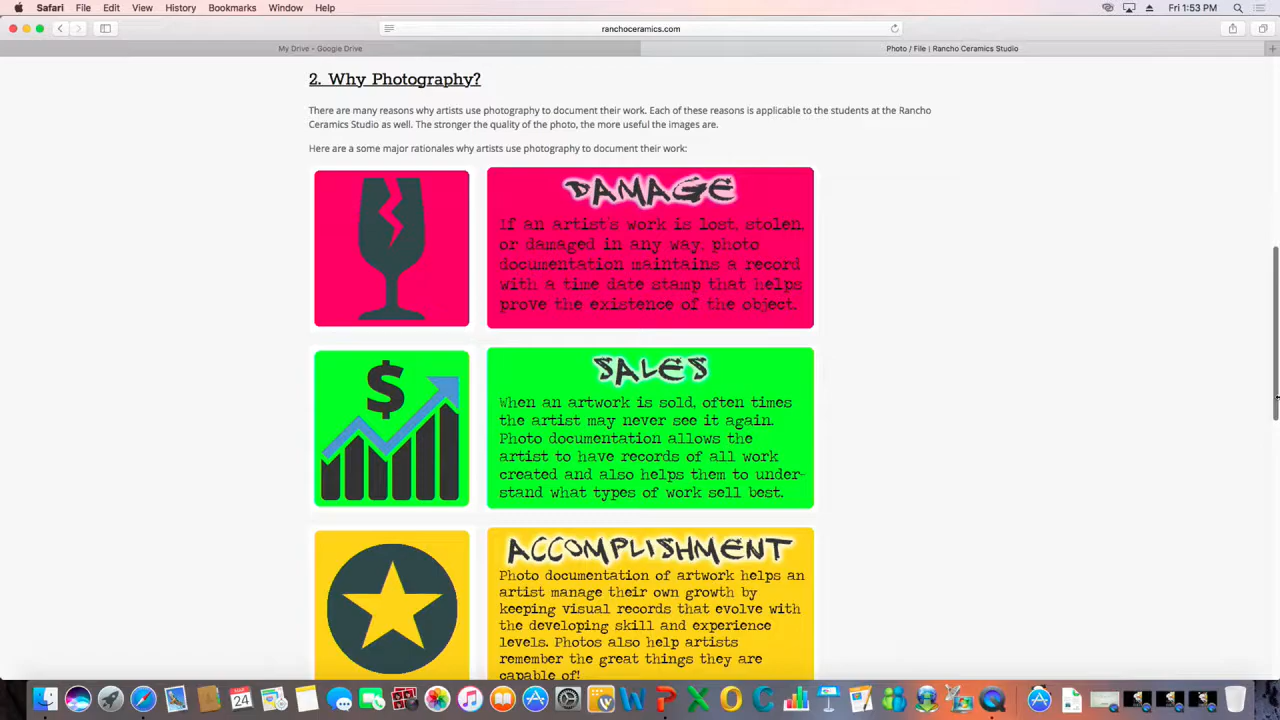 Safari File Edit View History Bookmarks Window Help Fri 1:53 PM
ranchoceramics.com
My Drive - Google Drive Photo / File | Rancho Ceramics Studio
2. Why Photography?
There are many reasons why artists use photography to document their work. Each of these reasons is applicable to the students at the Rancho
Ceramics Studio as well. The stronger the quality of the photo, the more useful the images are.
Here are a some major rationales why artists use photography to document their work:
DAMAGE
If an artist's work is lost, stolen,
or damaged in any way, photo
documentation maintains a record
with a time date stamp that helps
prove the existence of the object.
$
SALES
When an artwork is sold, often times
the artist may never see it again.
Photo documentation allows the
artist to have records of all work
created and also helps them to under-
stand what types of work sell best.
ACCOMPLISHMENT
Photo documentation of artwork helps an
artist manage their own growth by
keeping visual records that evolve with
the developing skill and experience
levels. Photos also help artists
remember the great things they are
capable of!
24